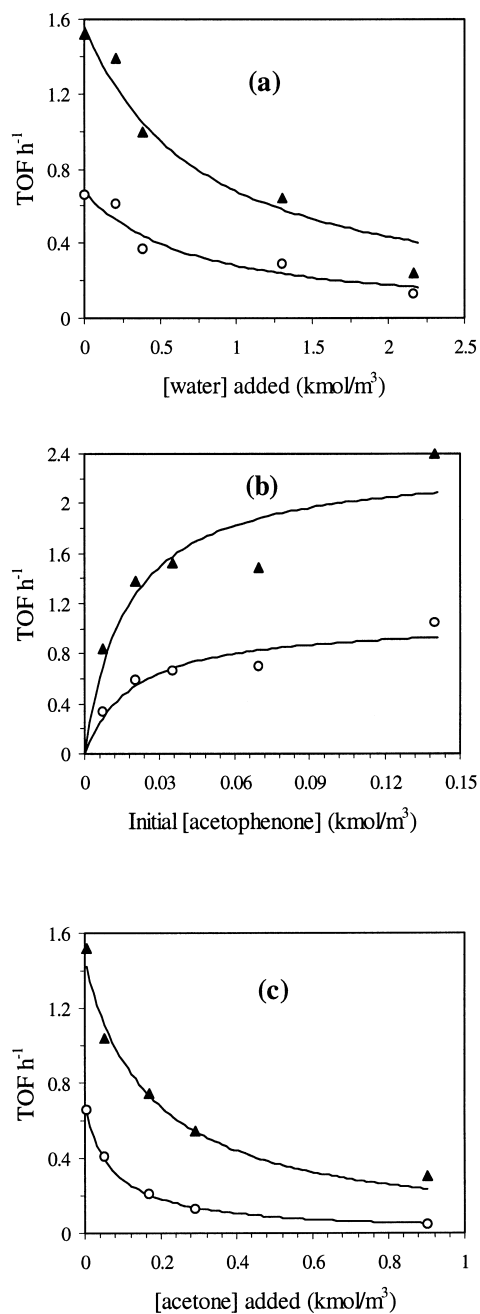 (a)
TOF h-1
1.6
1.2
0.8
0.4
0
0 0.5 1 1.5 2 2.5
[water] added (kmol/m3)
(b)
TOF h-1
2.4
2
1.6
1.2
0.8
0.4
0
0 0.03 0.06 0.09 0.12 0.15
Initial [acetophenone] (kmol/m3)
(c)
TOF h-1
1.6
1.2
0.8
0.4
0
0 0.2 0.4 0.6 0.8 1
[acetone] added (kmol/m3)